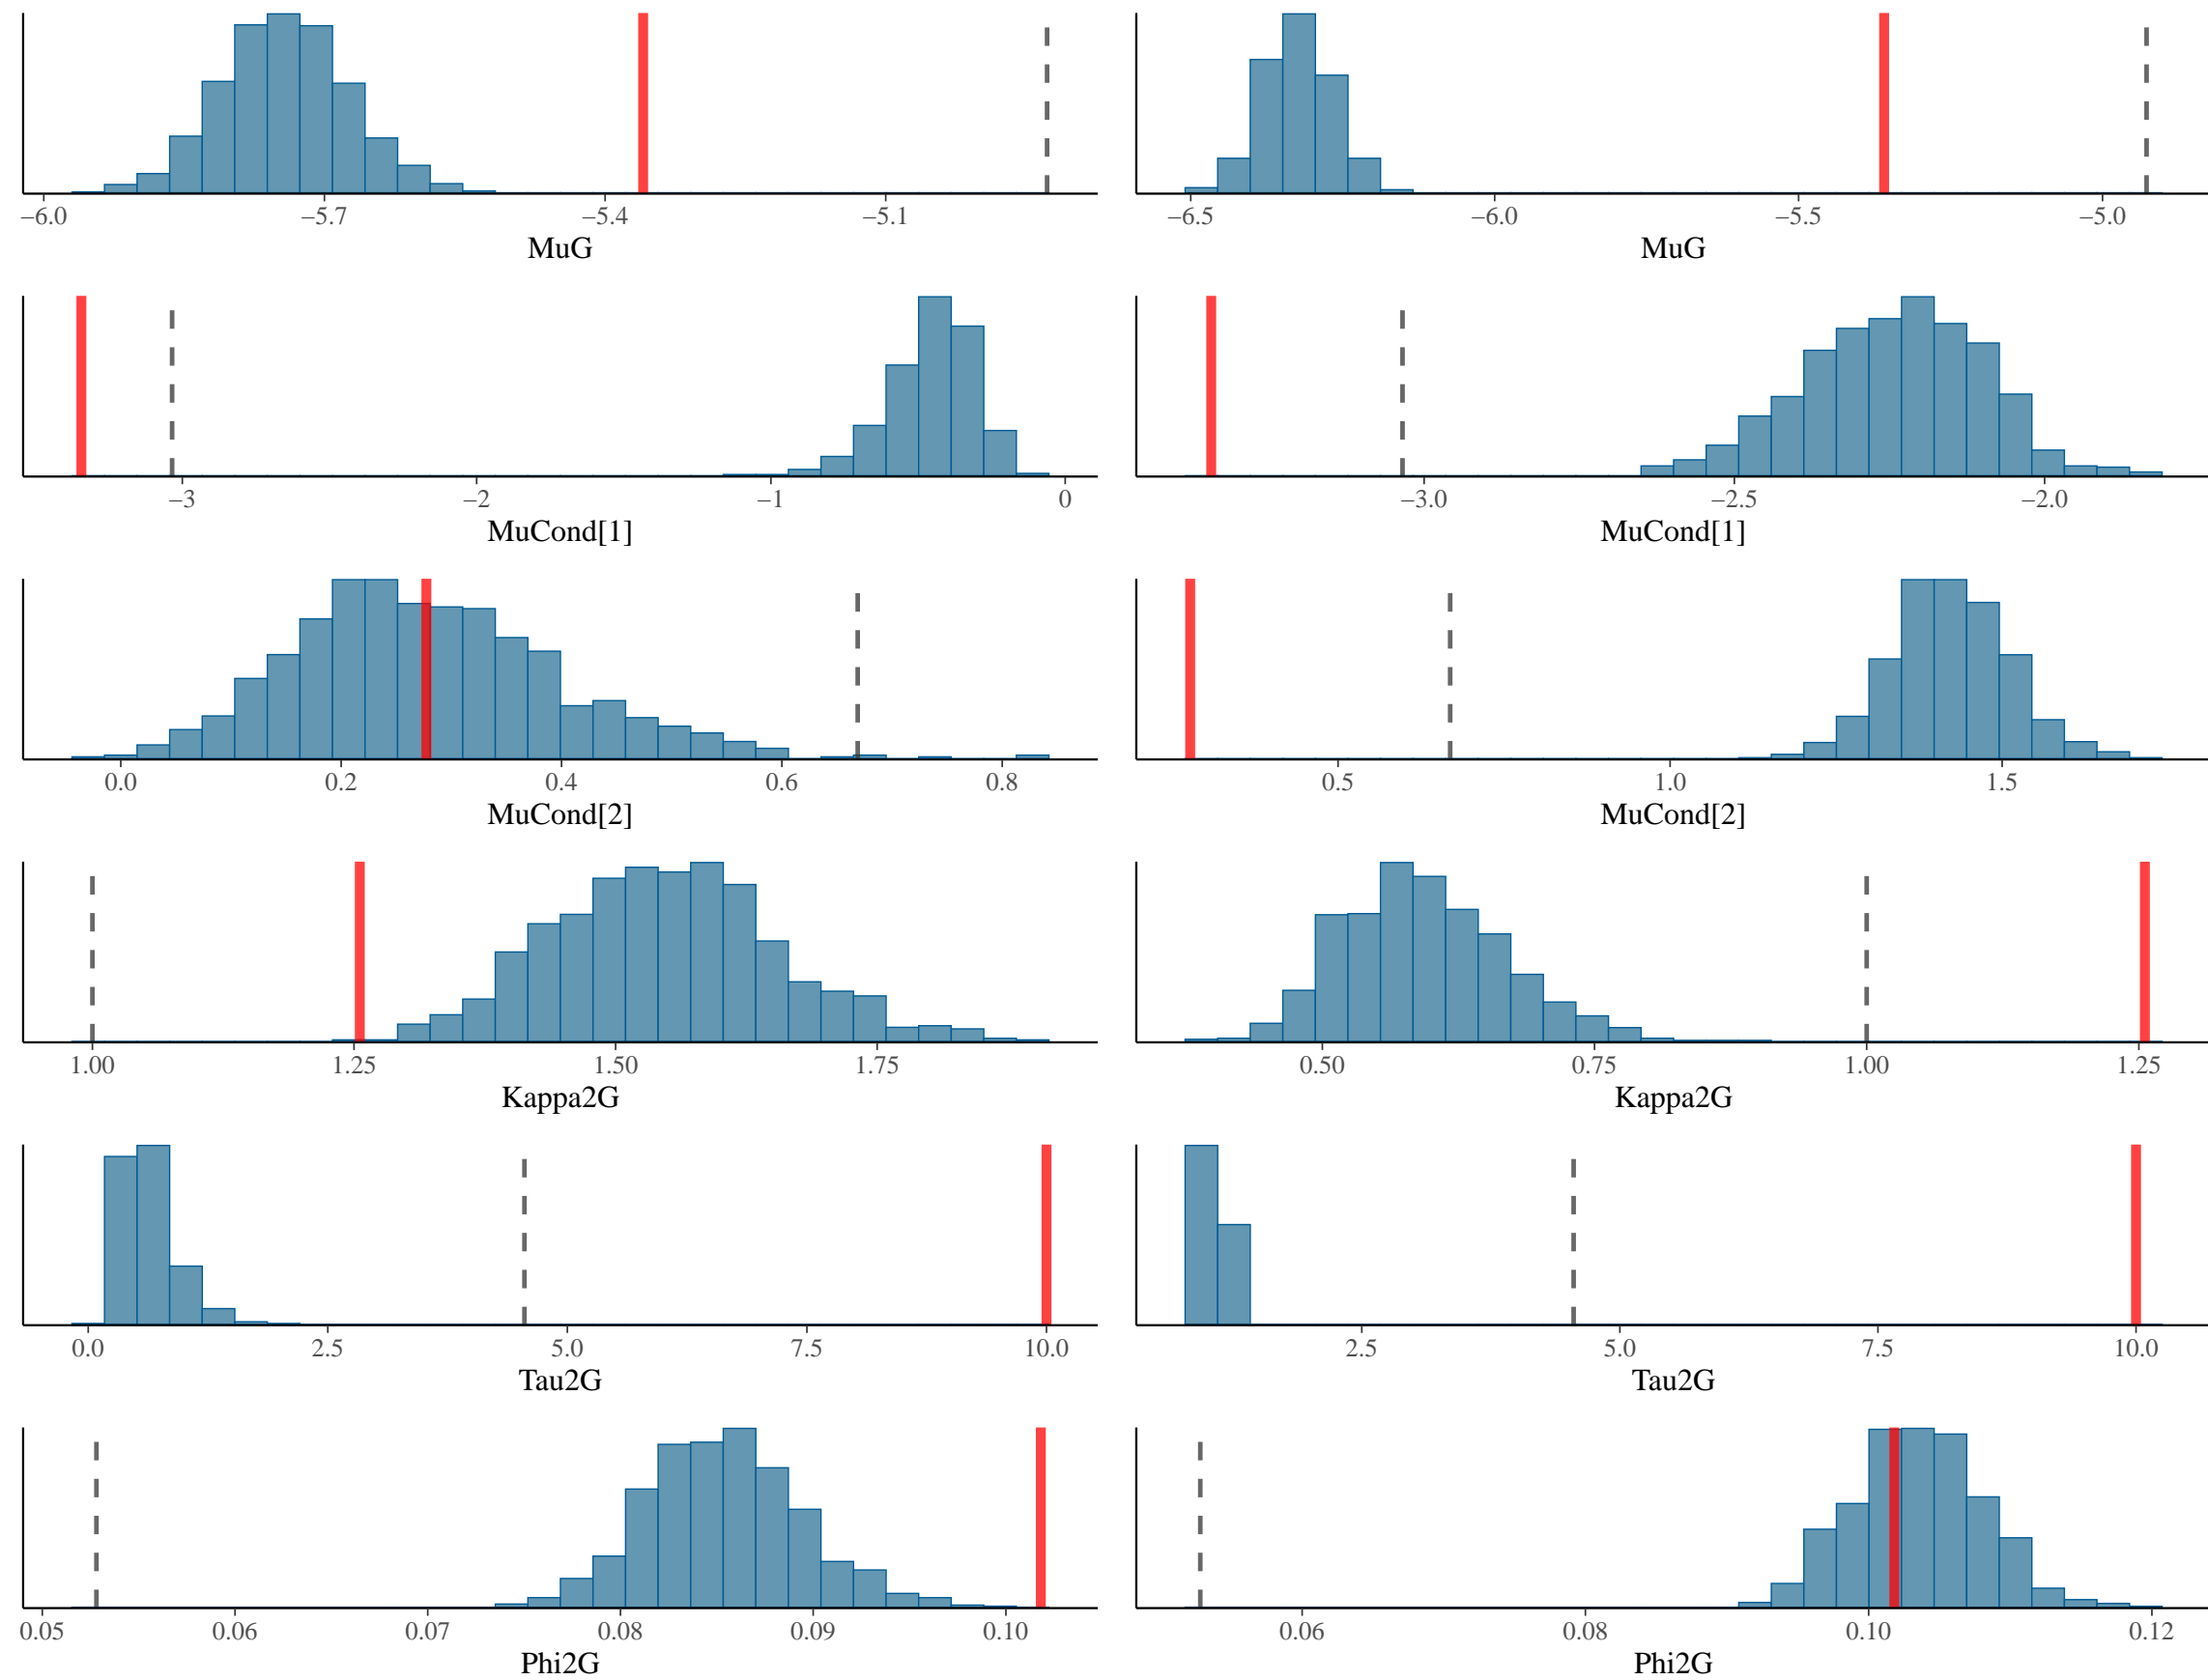 −6.0 −5.7 −5.4 −5.1
MuG
−6.5 −6.0 −5.5 −5.0
MuG
−3 −2 −1 0
MuCond[1]
−3.0 −2.5 −2.0
MuCond[1]
0.0 0.2 0.4 0.6 0.8
MuCond[2]
0.5 1.0 1.5
MuCond[2]
1.00 1.25 1.50 1.75
Kappa2G
0.50 0.75 1.00 1.25
Kappa2G
0.0 2.5 5.0 7.5 10.0
Tau2G
2.5 5.0 7.5 10.0
Tau2G
0.05 0.06 0.07 0.08 0.09 0.10
Phi2G
0.06 0.08 0.10 0.12
Phi2G